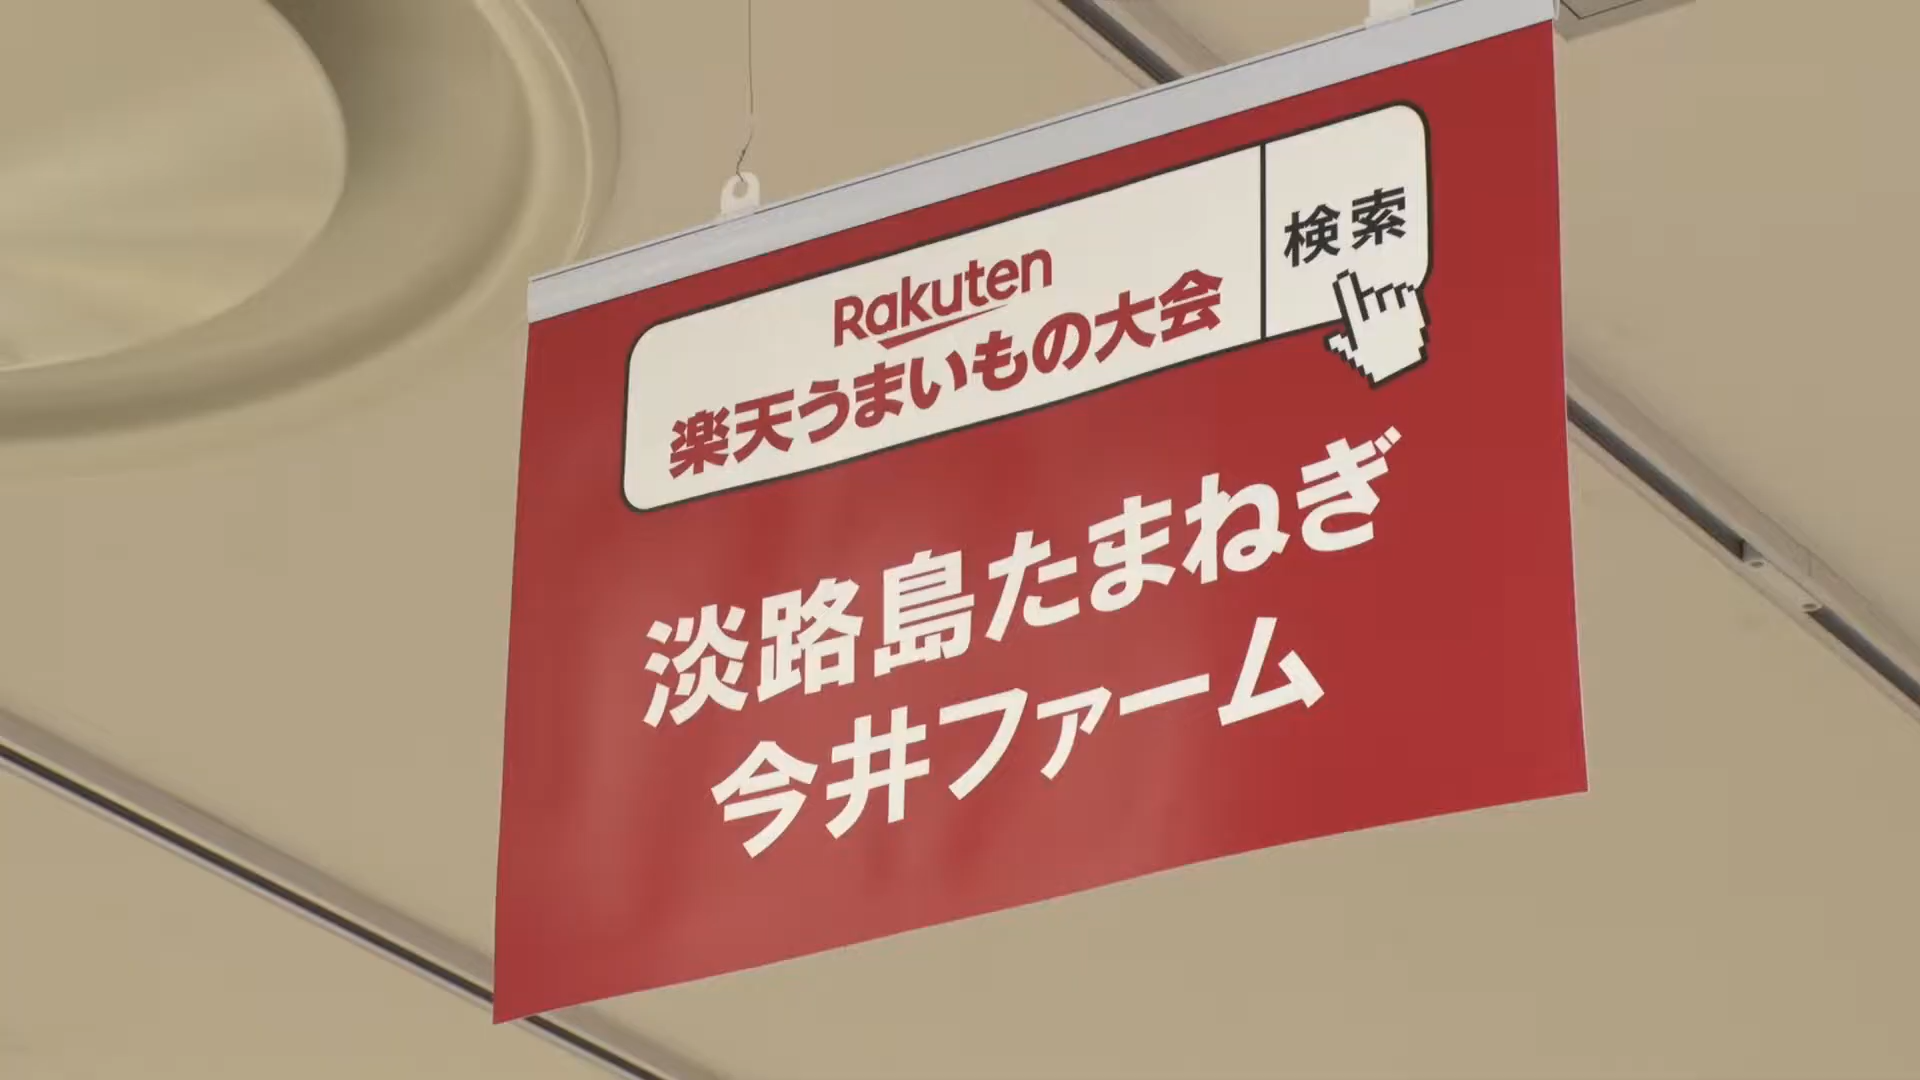 Rakuten
楽天うまいもの大会
検索
淡路島たまねぎ
今井ファーム